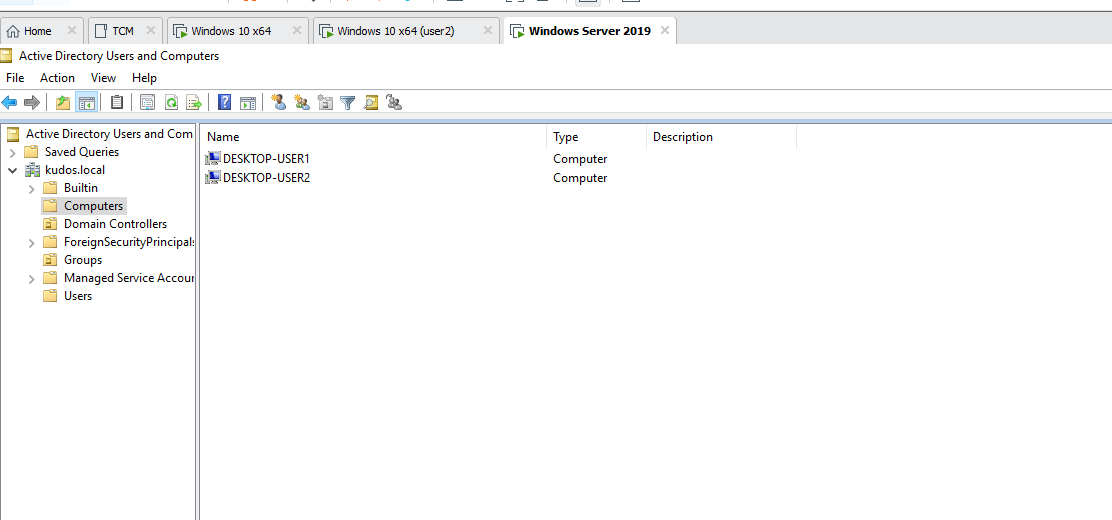 Home TCM Windows 10 x64 Windows 10 x64 (user2) Windows Server 2019
Active Directory Users and Computers
File Action View Help
Active Directory Users and Com Name Type Description
Saved Queries DESKTOP-USER1 Computer
kudos.local DESKTOP-USER2 Computer
Builtin
Computers
Domain Controllers
ForeignSecurityPrincipals
Groups
Managed Service Accour
Users